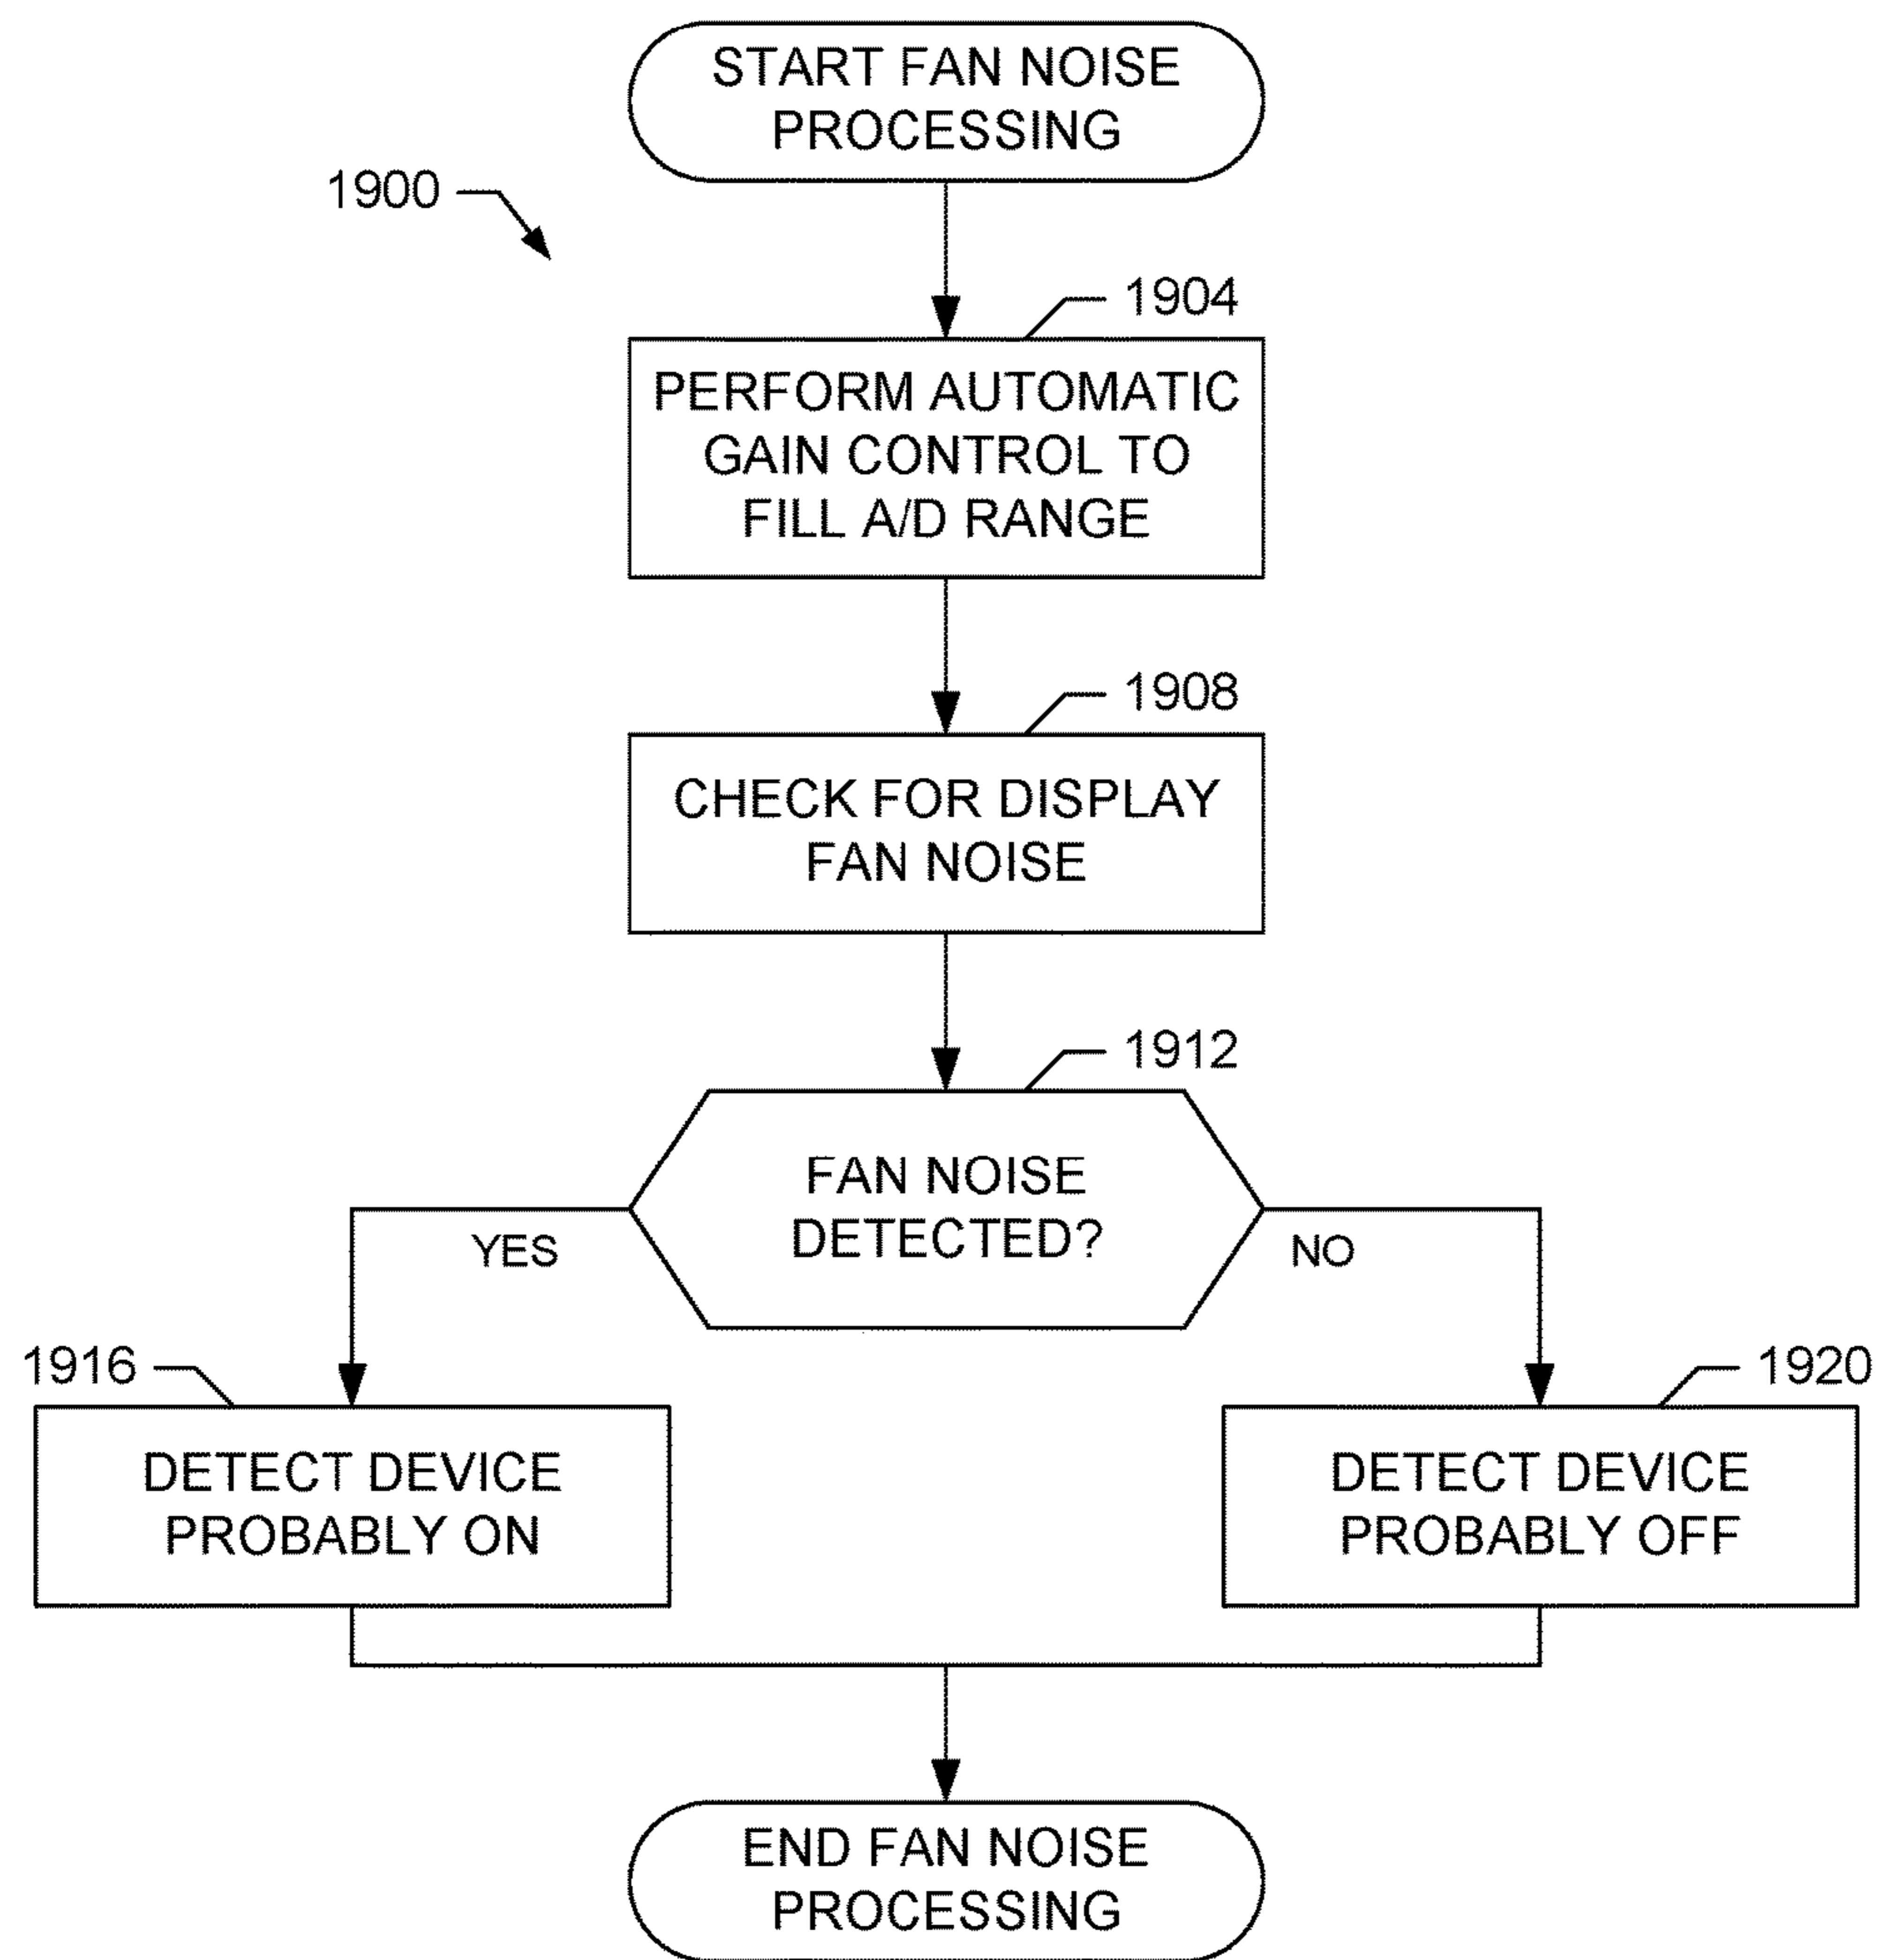 START FAN NOISE
PROCESSING
1900
1904
PERFORM AUTOMATIC
GAIN CONTROL TO
FILL A/D RANGE
1908
CHECK FOR DISPLAY
FAN NOISE
1912
FAN NOISE
DETECTED?
YES
NO
1916
DETECT DEVICE
PROBABLY ON
1920
DETECT DEVICE
PROBABLY OFF
END FAN NOISE
PROCESSING